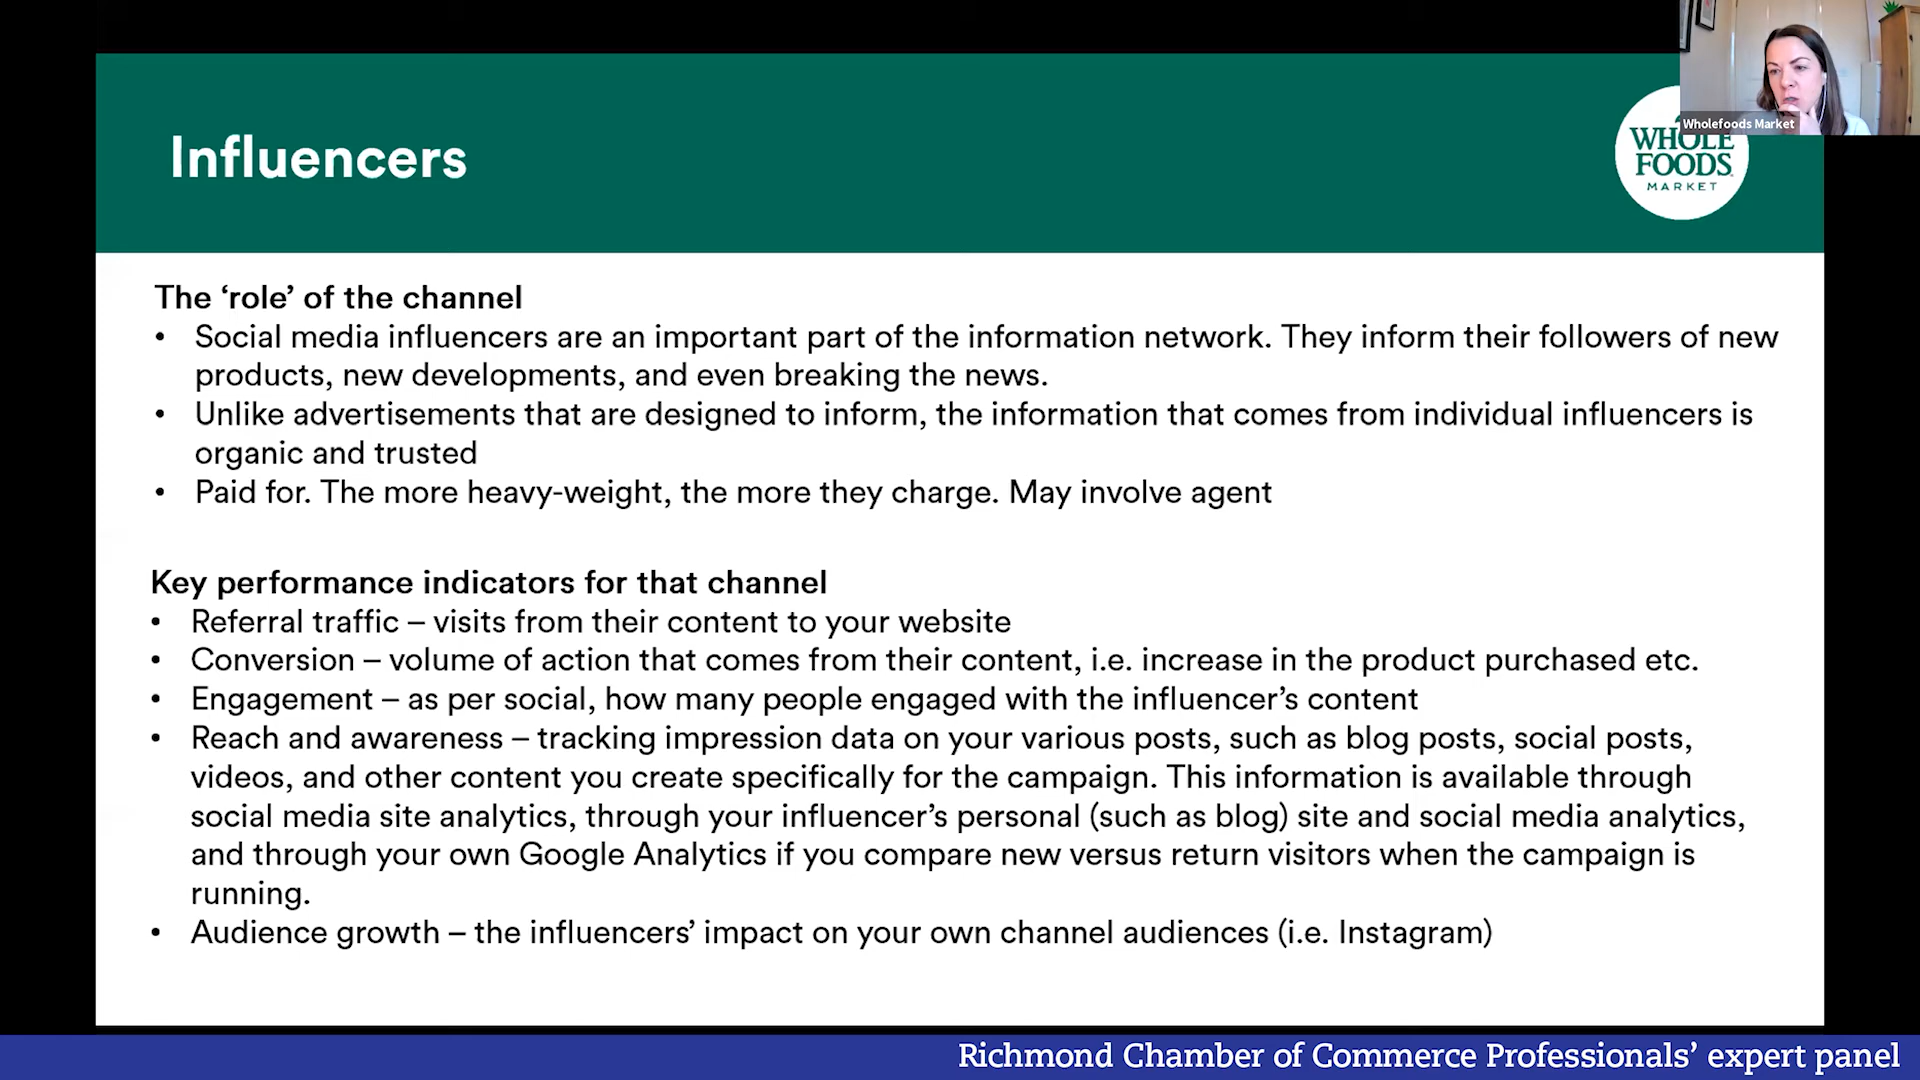 Influencers
Wholefoods Market
WHOLE
FOODS
MARKET
The ‘role’ of the channel
• Social media influencers are an important part of the information network. They inform their followers of new
products, new developments, and even breaking the news.
• Unlike advertisements that are designed to inform, the information that comes from individual influencers is
organic and trusted
• Paid for. The more heavy-weight, the more they charge. May involve agent
Key performance indicators for that channel
• Referral traffic – visits from their content to your website
• Conversion – volume of action that comes from their content, i.e. increase in the product purchased etc.
• Engagement – as per social, how many people engaged with the influencer’s content
• Reach and awareness – tracking impression data on your various posts, such as blog posts, social posts,
videos, and other content you create specifically for the campaign. This information is available through
social media site analytics, through your influencer’s personal (such as blog) site and social media analytics,
and through your own Google Analytics if you compare new versus return visitors when the campaign is
running.
• Audience growth – the influencers’ impact on your own channel audiences (i.e. Instagram)
Richmond Chamber of Commerce Professionals’ expert panel